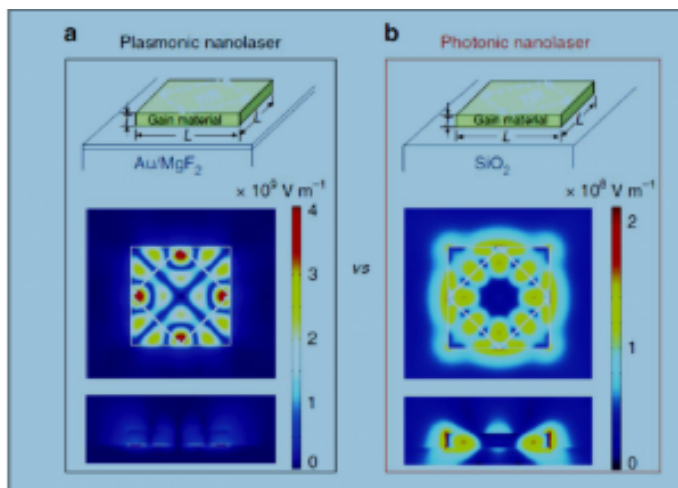 a
Plasmonic nanolaser
Gain material
L
L
Au/MgF₂
× 10⁹ V m⁻¹
4
3
2
1
0
vs
b
Photonic nanolaser
Gain material
L
L
SiO₂
× 10⁸ V m⁻¹
2
1
0